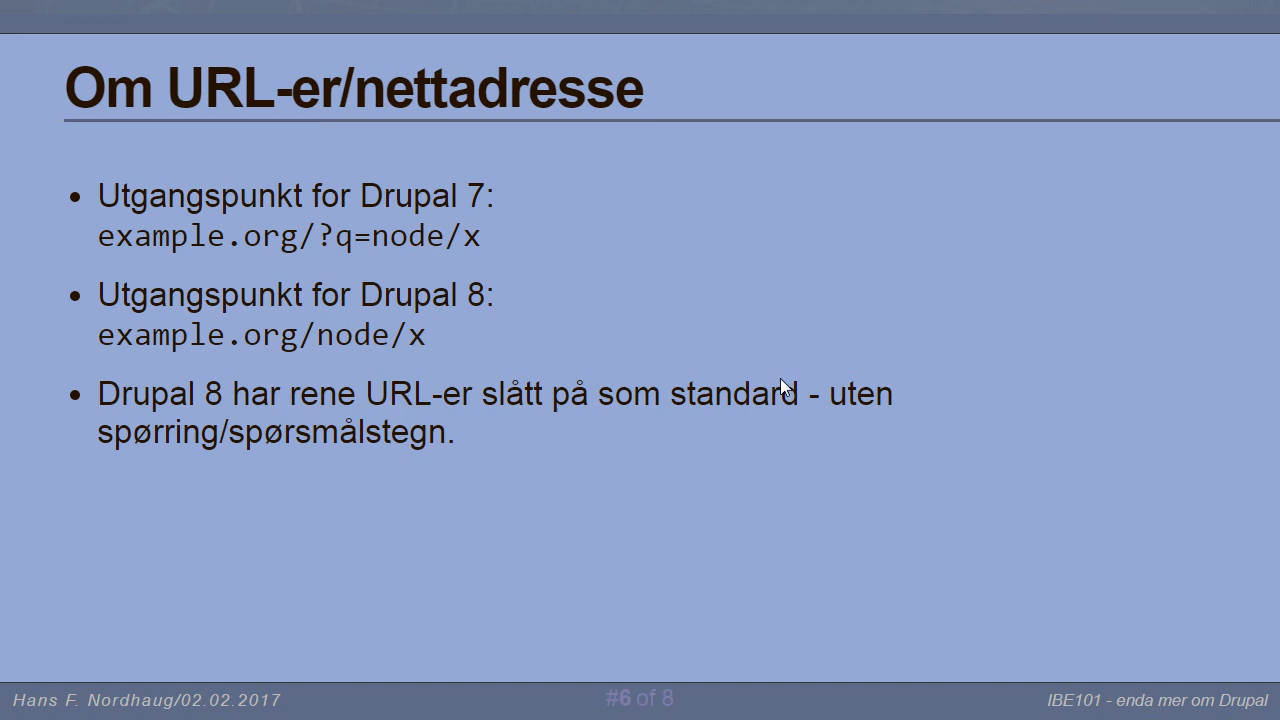 Om URL-er/nettadresse
Utgangspunkt for Drupal 7:
example.org/?q=node/x
Utgangspunkt for Drupal 8:
example.org/node/x
Drupal 8 har rene URL-er slått på som standard - uten
spørring/spørsmålstegn.
Hans F. Nordhaug/02.02.2017
#6 of 8
IBE101 - enda mer om Drupal